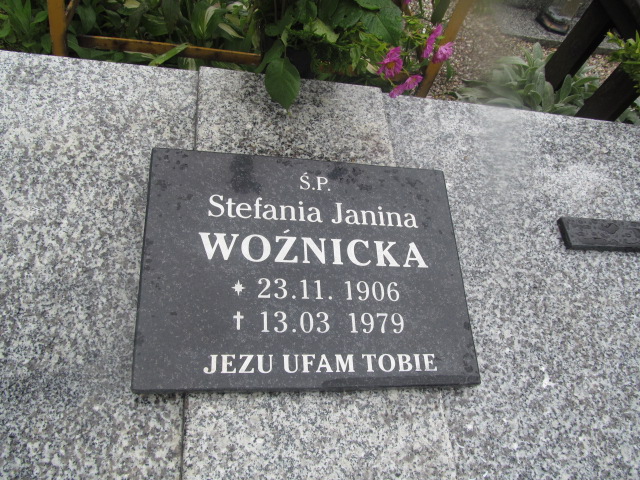 Ś.P.
Stefania Janina
WOŹNICKA
* 23.11. 1906
† 13.03 1979
JEZU UFAM TOBIE